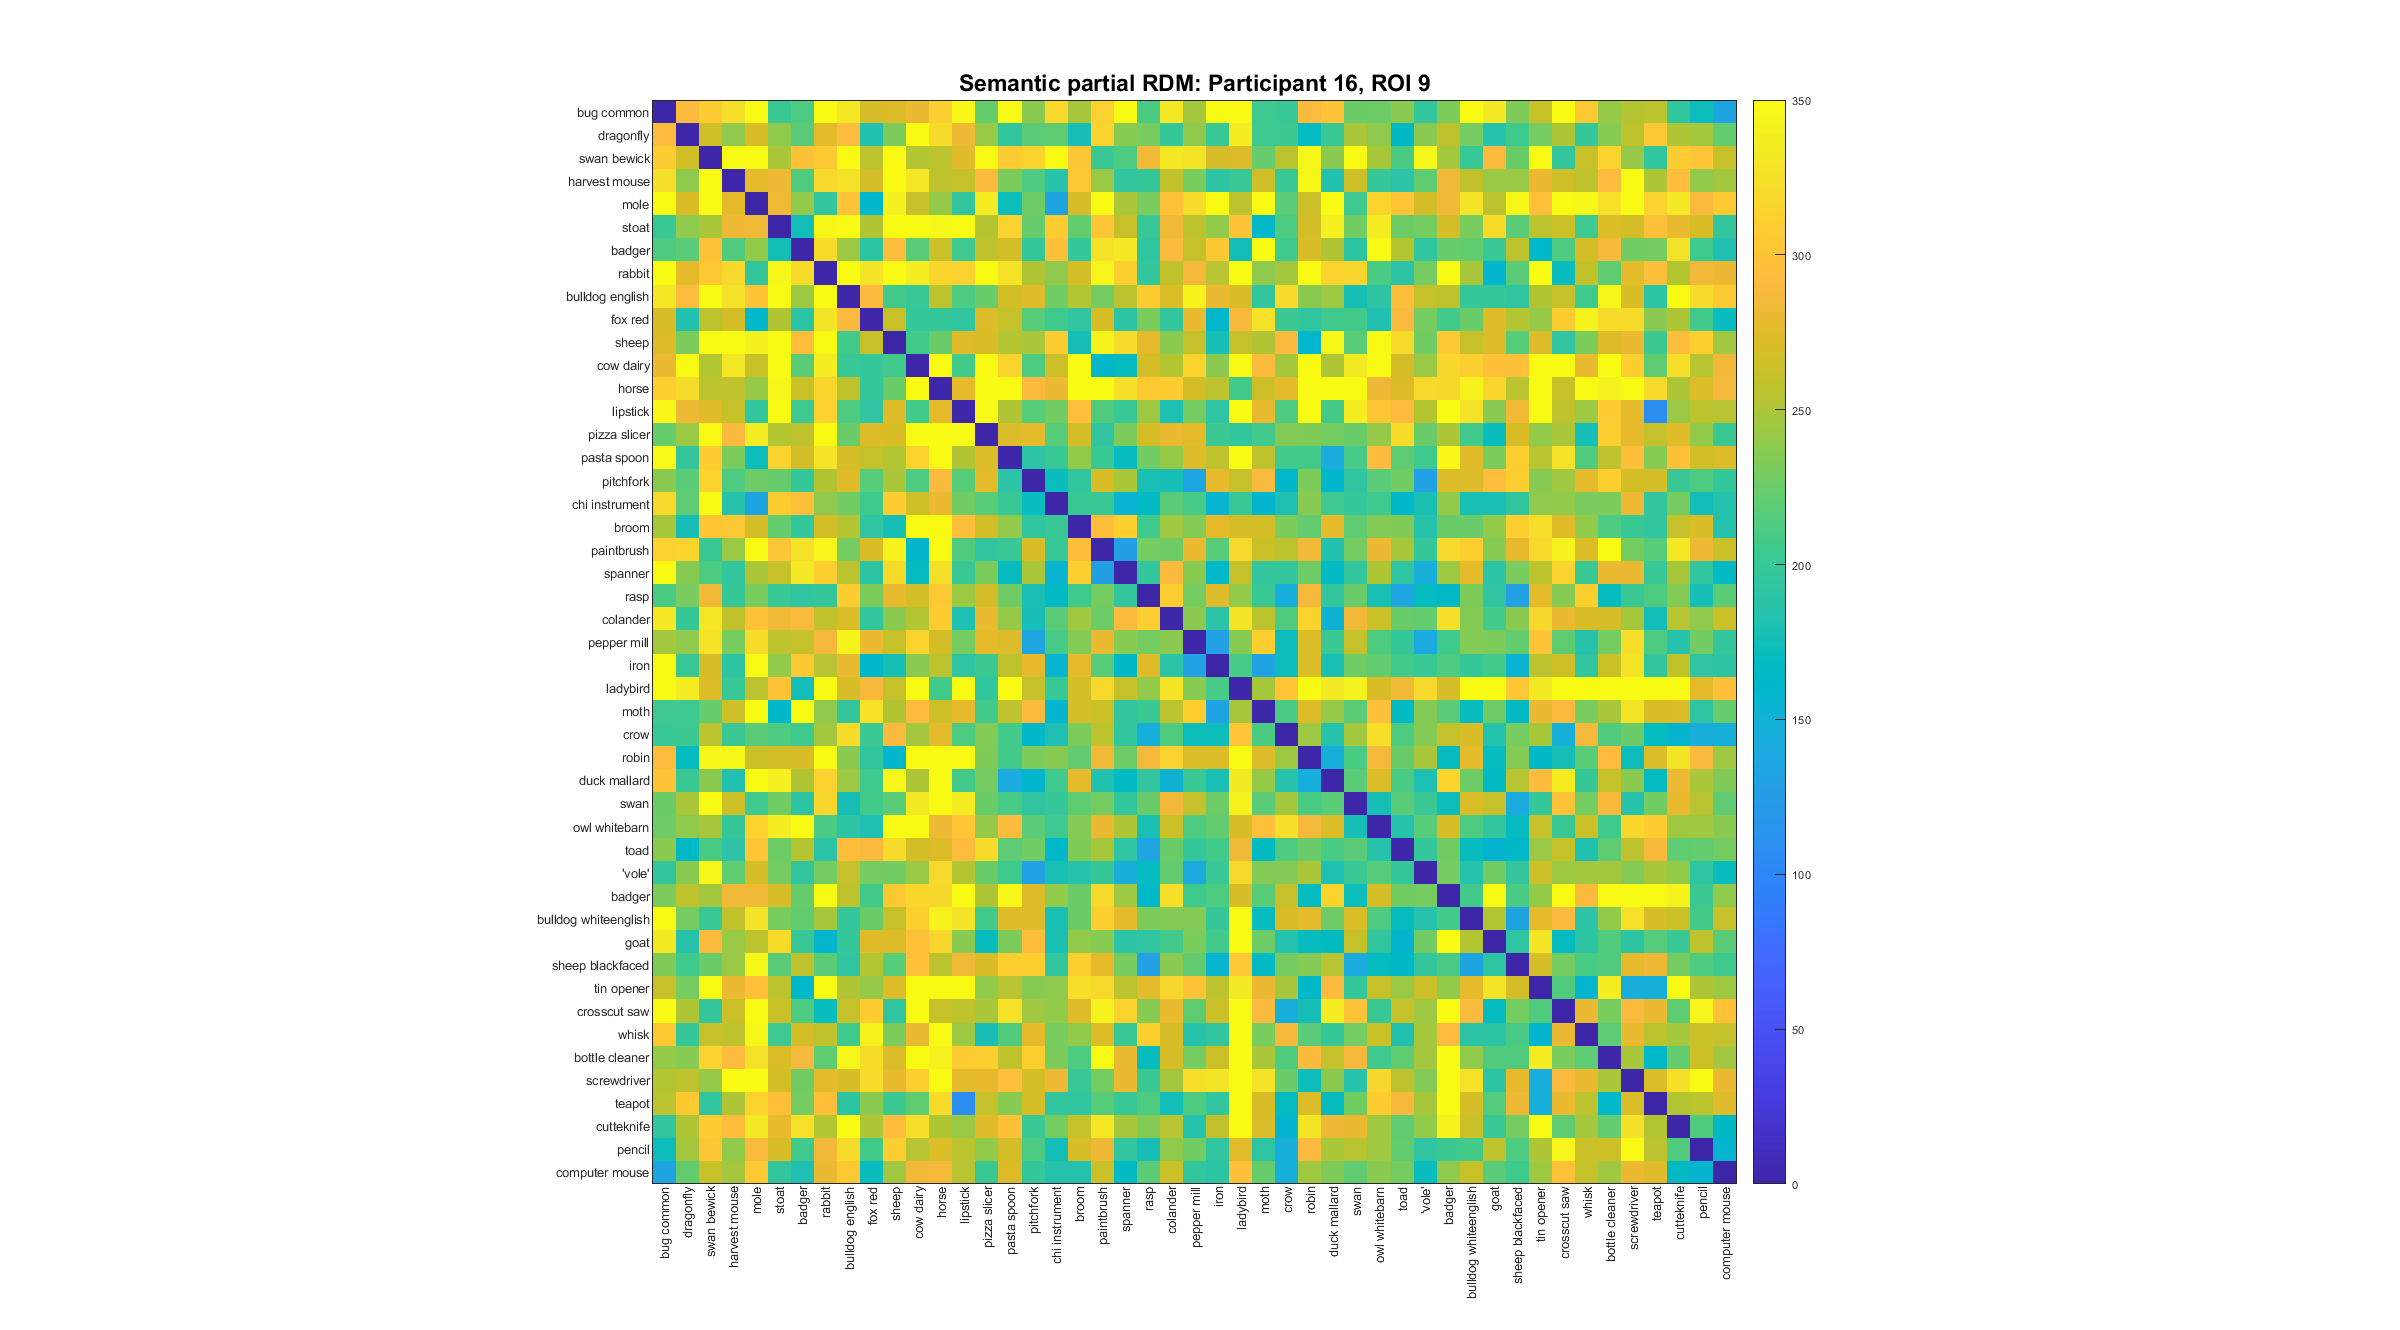 Semantic partial RDM: Participant 16, ROI 9
bug common
dragonfly
swan bewick
harvest mouse
mole
stoat
badger
rabbit
bulldog english
fox red
sheep
cow dairy
horse
lipstick
pizza slicer
pasta spoon
pitchfork
chi instrument
broom
paintbrush
spanner
rasp
colander
pepper mill
iron
ladybird
moth
crow
robin
duck mallard
swan
owl whitebarn
toad
'vole'
badger
bulldog whiteenglish
goat
sheep blackfaced
tin opener
crosscut saw
whisk
bottle cleaner
screwdriver
teapot
cutteknife
pencil
computer mouse
bug common
dragonfly
swan bewick
harvest mouse
mole
stoat
badger
rabbit
bulldog english
fox red
sheep
cow dairy
horse
lipstick
pizza slicer
pasta spoon
pitchfork
chi instrument
broom
paintbrush
spanner
rasp
colander
pepper mill
iron
ladybird
moth
crow
robin
duck mallard
swan
owl whitebarn
toad
'vole'
badger
bulldog whiteenglish
goat
sheep blackfaced
tin opener
crosscut saw
whisk
bottle cleaner
screwdriver
teapot
cutteknife
pencil
computer mouse
350
300
250
200
150
100
50
0